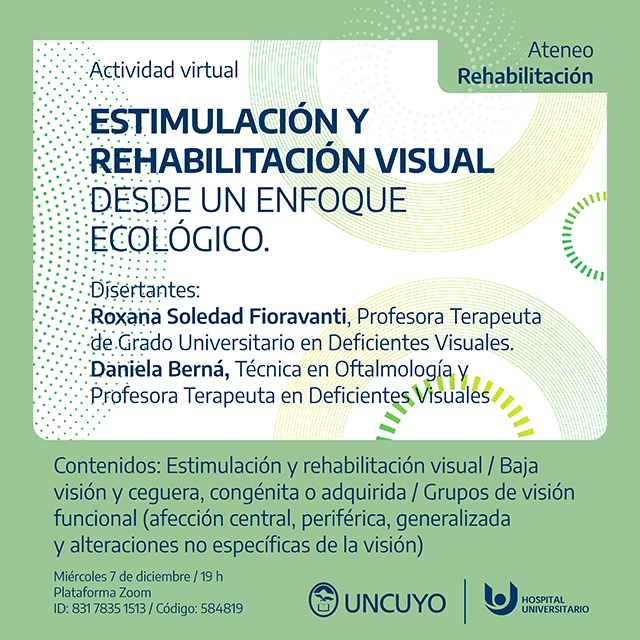 Ateneo
Rehabilitación
Actividad virtual
ESTIMULACIÓN Y
REHABILITACIÓN VISUAL
DESDE UN ENFOQUE
ECOLÓGICO.
Disertantes:
Roxana Soledad Fioravanti, Profesora Terapeuta
de Grado Universitario en Deficientes Visuales.
Daniela Berná, Técnica en Oftalmología y
Profesora Terapeuta en Deficientes Visuales
Contenidos: Estimulación y rehabilitación visual / Baja
visión y ceguera, congénita o adquirida / Grupos de visión
funcional (afección central, periférica, generalizada
y alteraciones no específicas de la visión)
Miércoles 7 de diciembre / 19 h
Plataforma Zoom
ID: 831 7835 1513 / Código: 584819
UNCUYO
HOSPITAL
UNIVERSITARIO